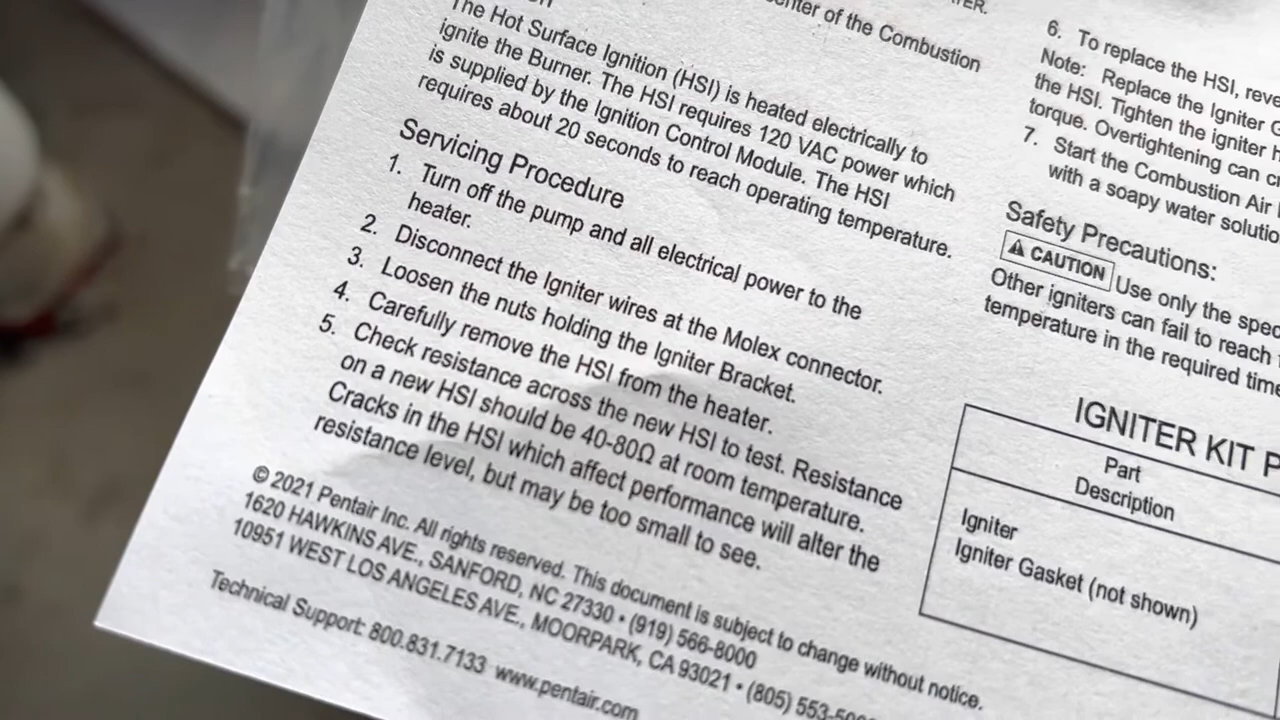 center of the Combustion
The Hot Surface Ignition (HSI) is heated electrically to
ignite the Burner. The HSI requires 120 VAC power which
is supplied by the Ignition Control Module. The HSI
requires about 20 seconds to reach operating temperature.
Servicing Procedure
1. Turn off the pump and all electrical power to the
heater.
2. Disconnect the Igniter wires at the Molex connector.
3. Loosen the nuts holding the Igniter Bracket.
4. Carefully remove the HSI from the heater.
5. Check resistance across the new HSI to test. Resistance
on a new HSI should be 40-80Ω at room temperature.
Cracks in the HSI which affect performance will alter the
resistance level, but may be too small to see.
© 2021 Pentair Inc. All rights reserved. This document is subject to change without notice.
1620 HAWKINS AVE., SANFORD, NC 27330 • (919) 566-8000
10951 WEST LOS ANGELES AVE., MOORPARK, CA 93021 • (805) 553-
Technical Support: 800.831.7133 www.pentair.com
6. To replace the HSI,
Note: Replace the Igniter
the HSI. Tighten the igniter
torque. Overtightening can
7. Start the Combustion Air
with a soapy water
Safety Precautions:
CAUTION Use only the
Other igniters can fail to reach
temperature in the required
IGNITER KIT
Part
Description
Igniter
Igniter Gasket (not shown)